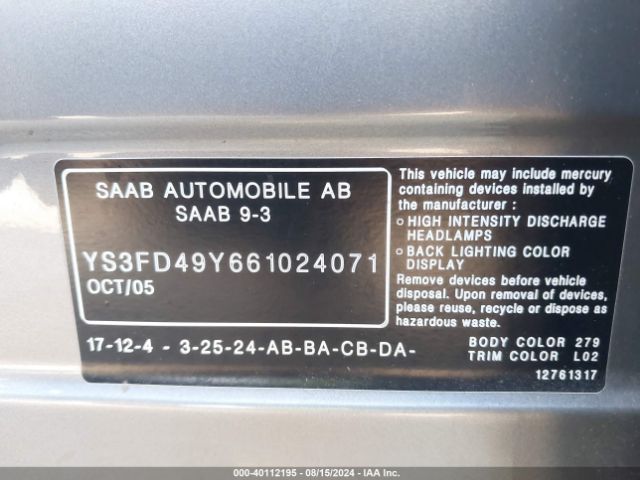 SAAB AUTOMOBILE AB
SAAB 9-3
YS3FD49Y661024071
OCT/05
17-12-4 - 3-25-24-AB-BA-CB-DA-
This vehicle may include mercury
containing devices installed by
the manufacturer :
○ HIGH INTENSITY DISCHARGE
HEADLAMPS
○ BACK LIGHTING COLOR
DISPLAY
Remove devices before vehicle
disposal. Upon removal of devices,
please reuse, recycle or dispose as
hazardous waste.
BODY COLOR 279
TRIM COLOR L02
12761317
000-40112195 - 08/15/2024 - IAA Inc.